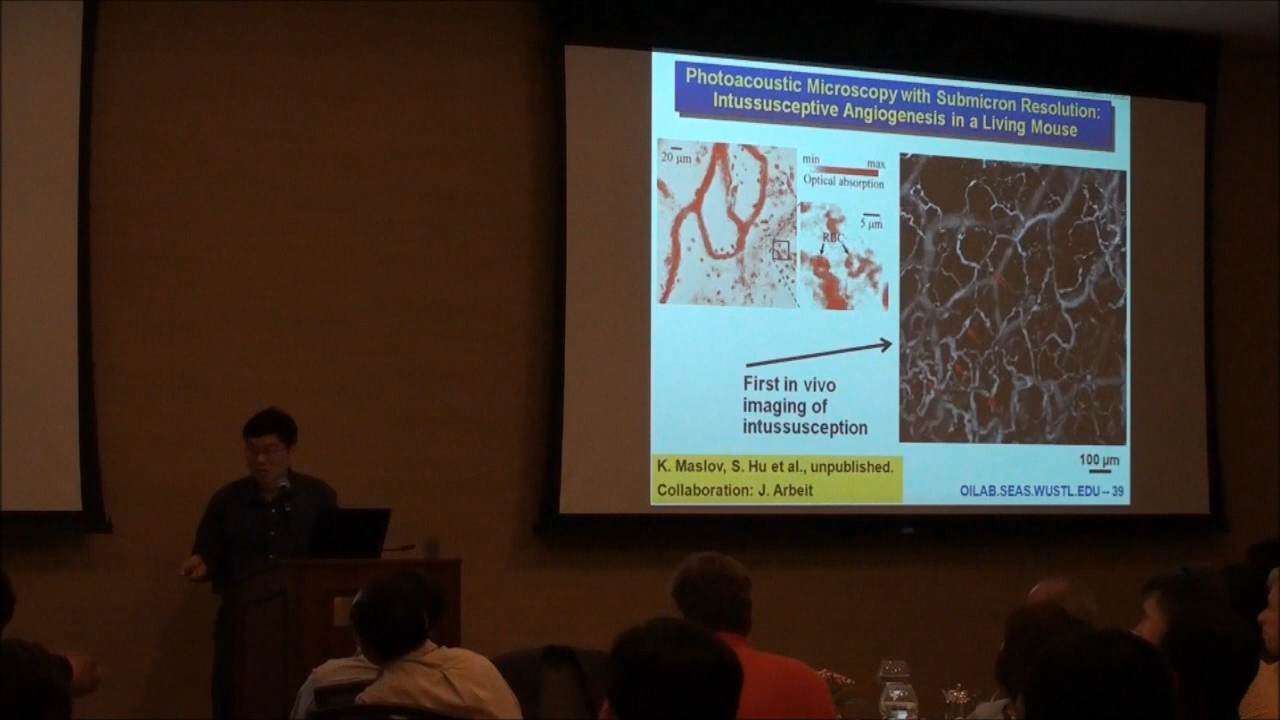 Photoacoustic Microscopy with Submicron Resolution:
Intussusceptive Angiogenesis in a Living Mouse
20 µm
min max
Optical absorption
5 µm
RBC
First in vivo
imaging of
intussusception
100 µm
K. Maslov, S. Hu et al., unpublished.
Collaboration: J. Arbeit
OILAB.SEAS.WUSTL.EDU – 39